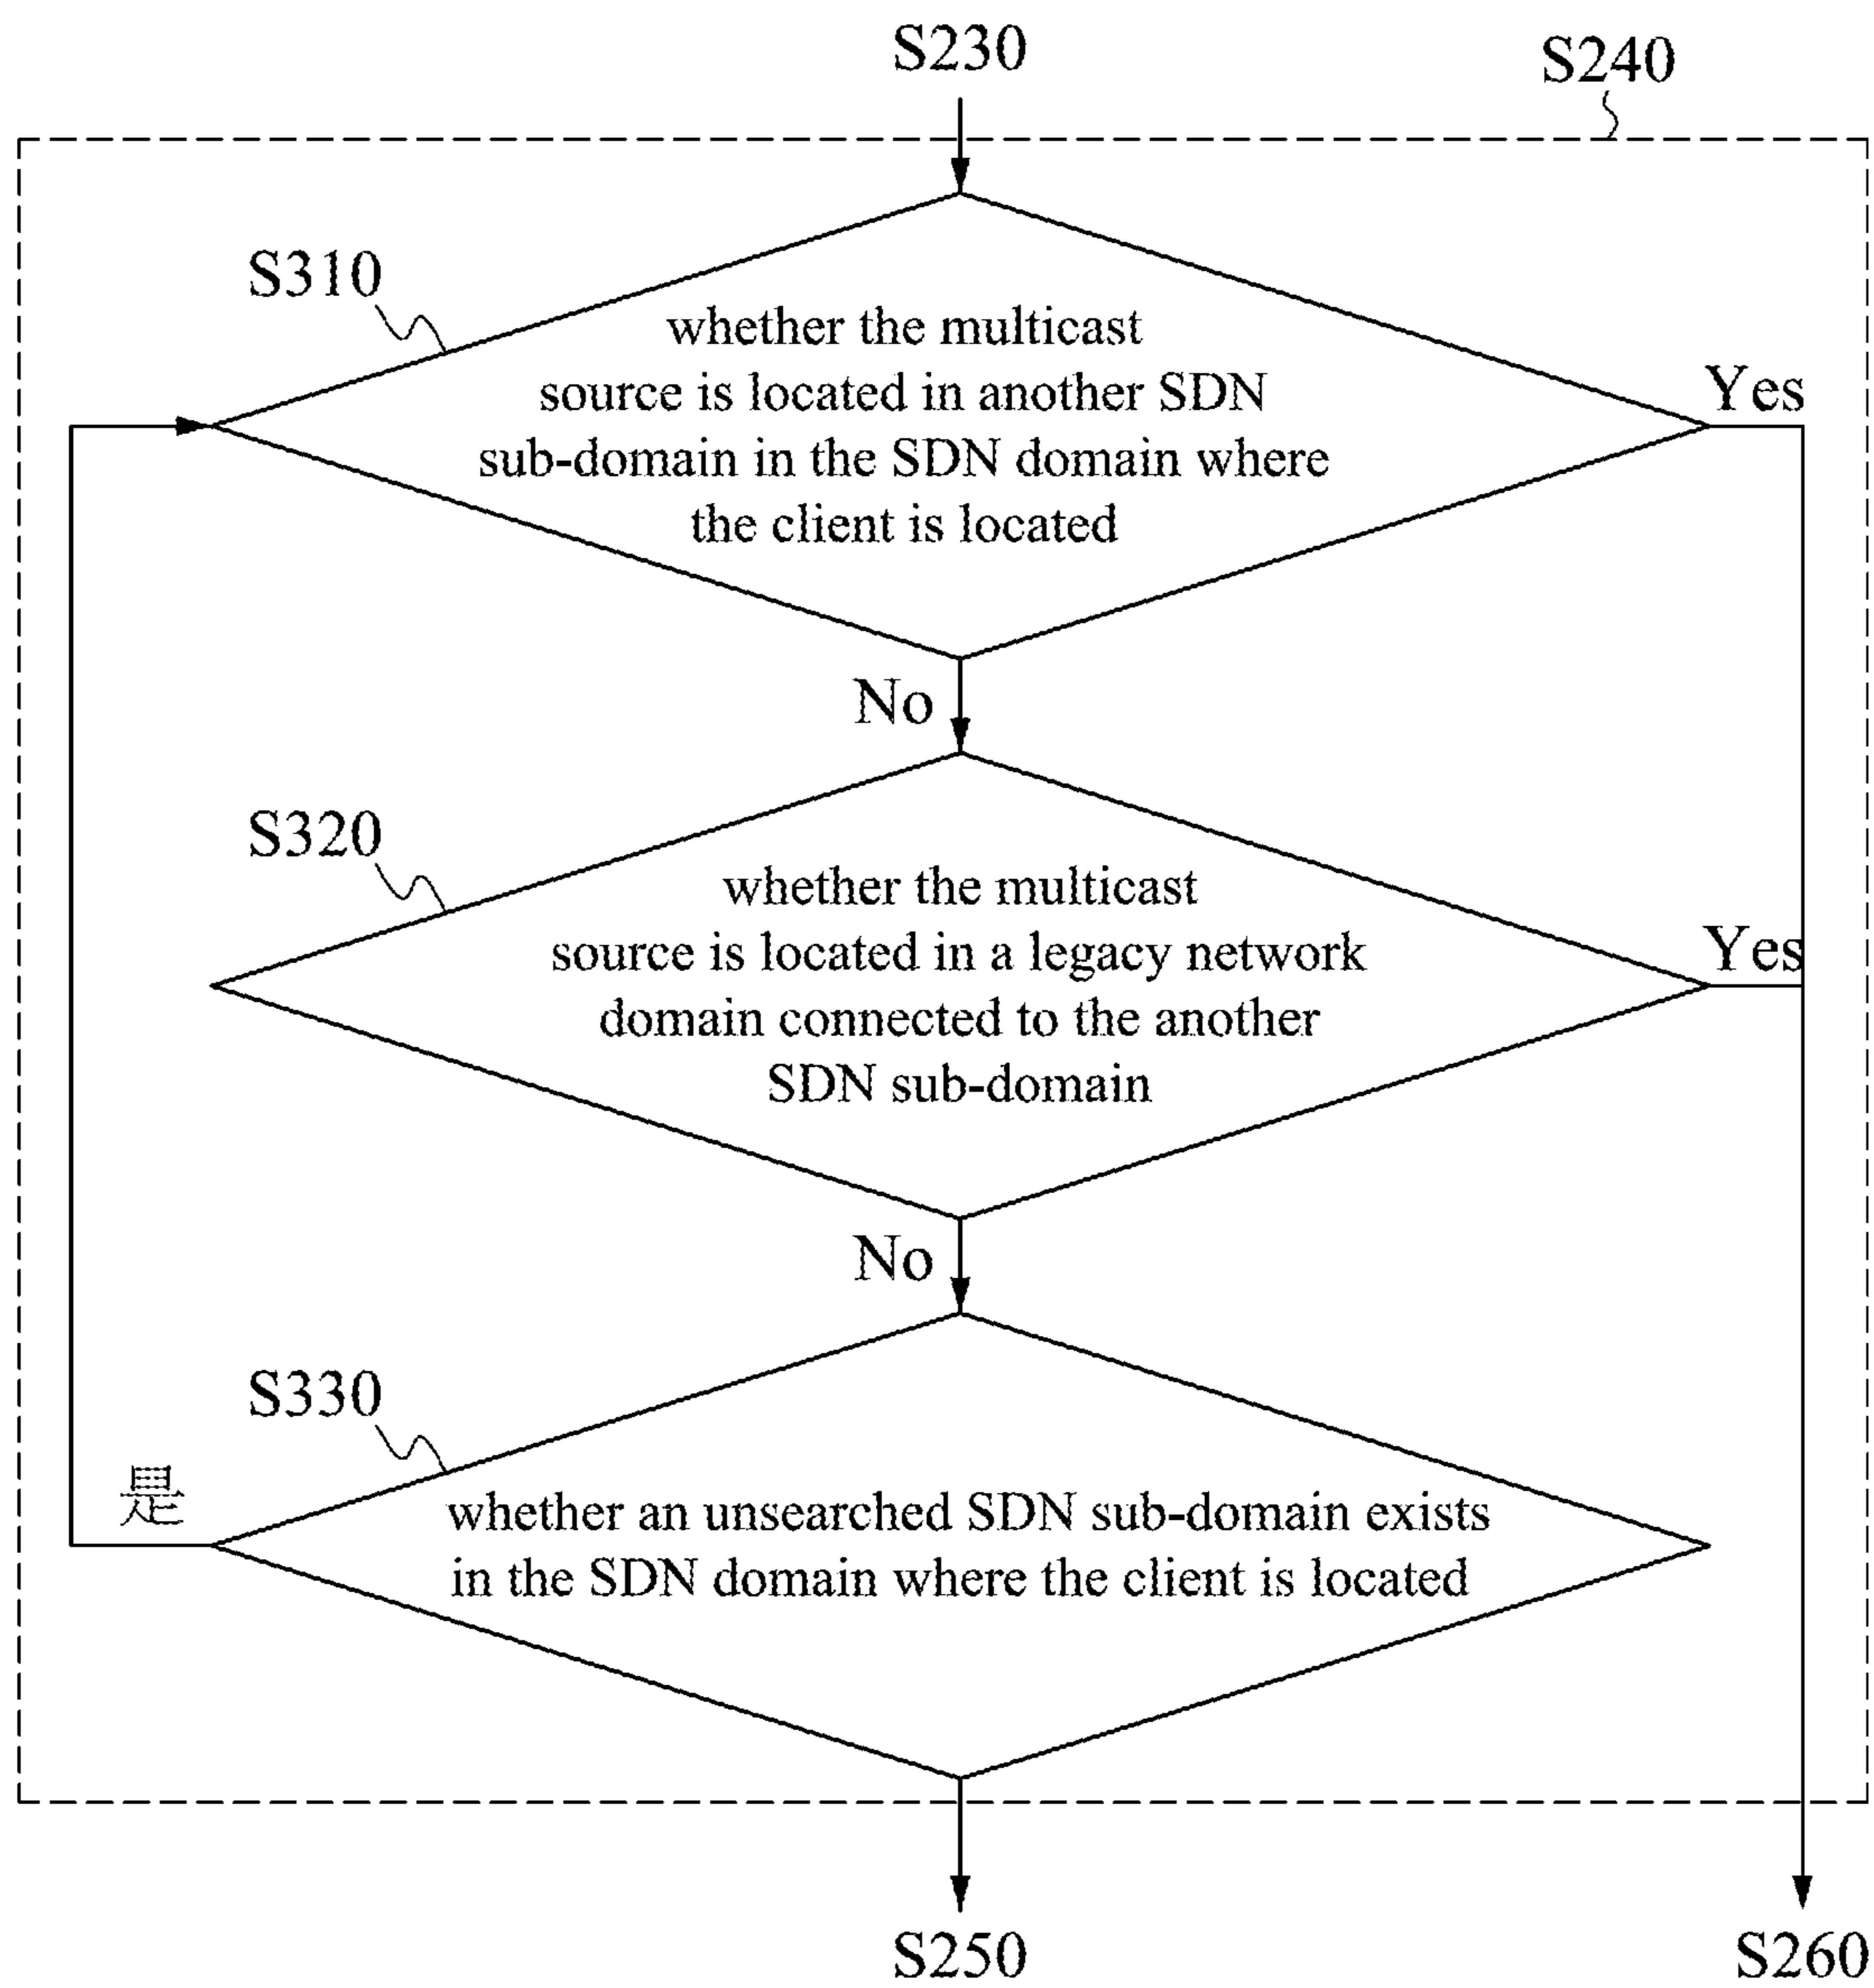 S230
S240
S310
whether the multicast
source is located in another SDN
sub-domain in the SDN domain where
the client is located
Yes
No
S320
whether the multicast
source is located in a legacy network
domain connected to the another
SDN sub-domain
Yes
No
S330
是
whether an unsearched SDN sub-domain exists
in the SDN domain where the client is located
S250
S260